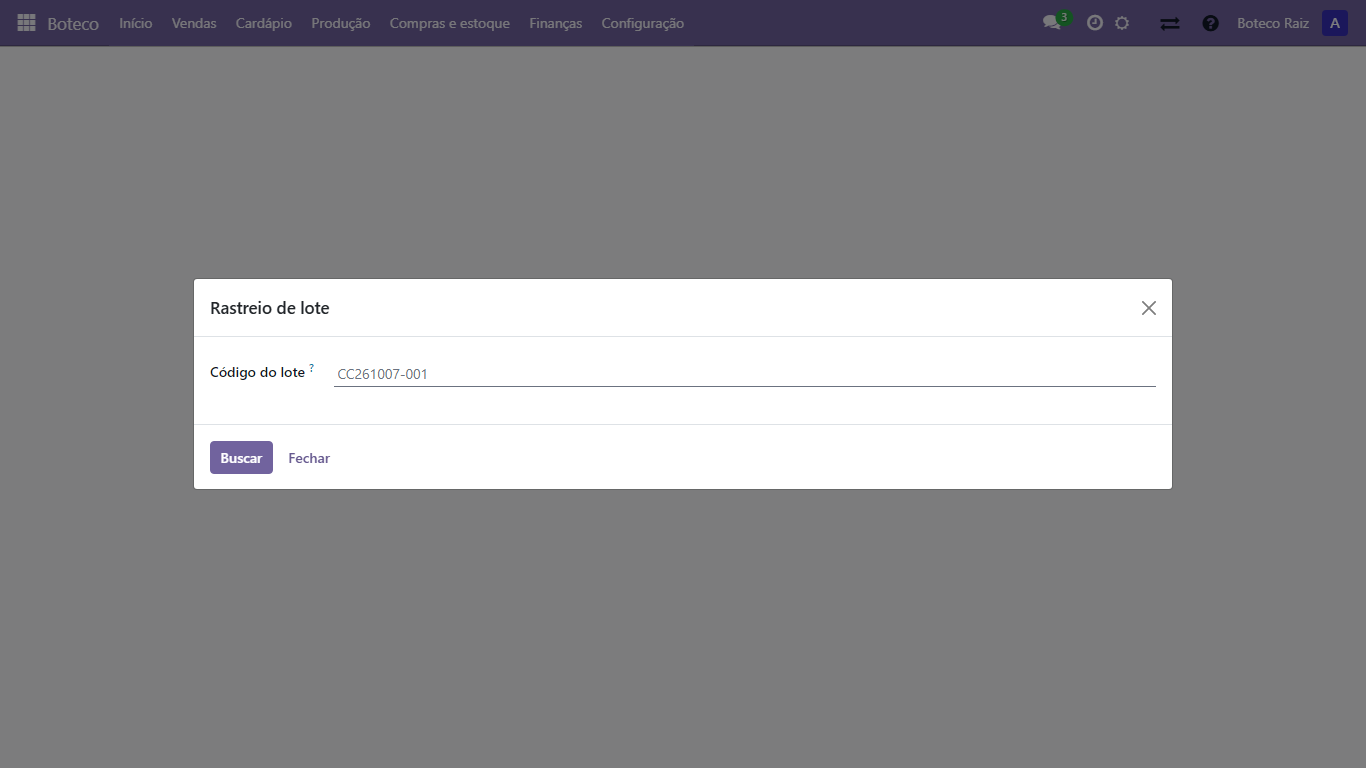 Boteco Início Vendas Cardápio Produção Compras e estoque Finanças Configuração 3 ? Boteco Raiz A
Rastreio de lote
Código do lote ? CC261007-001
Buscar Fechar